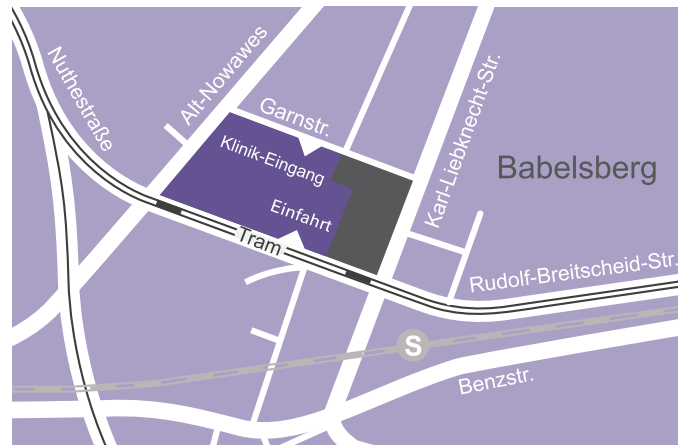 Nuthestraße
Alt-Nowawes
Garnstr.
Karl-Liebknecht-Str.
Klinik-Eingang
Babelsberg
Einfahrt
Tram
Rudolf-Breitscheid-Str.
S
Benzstr.